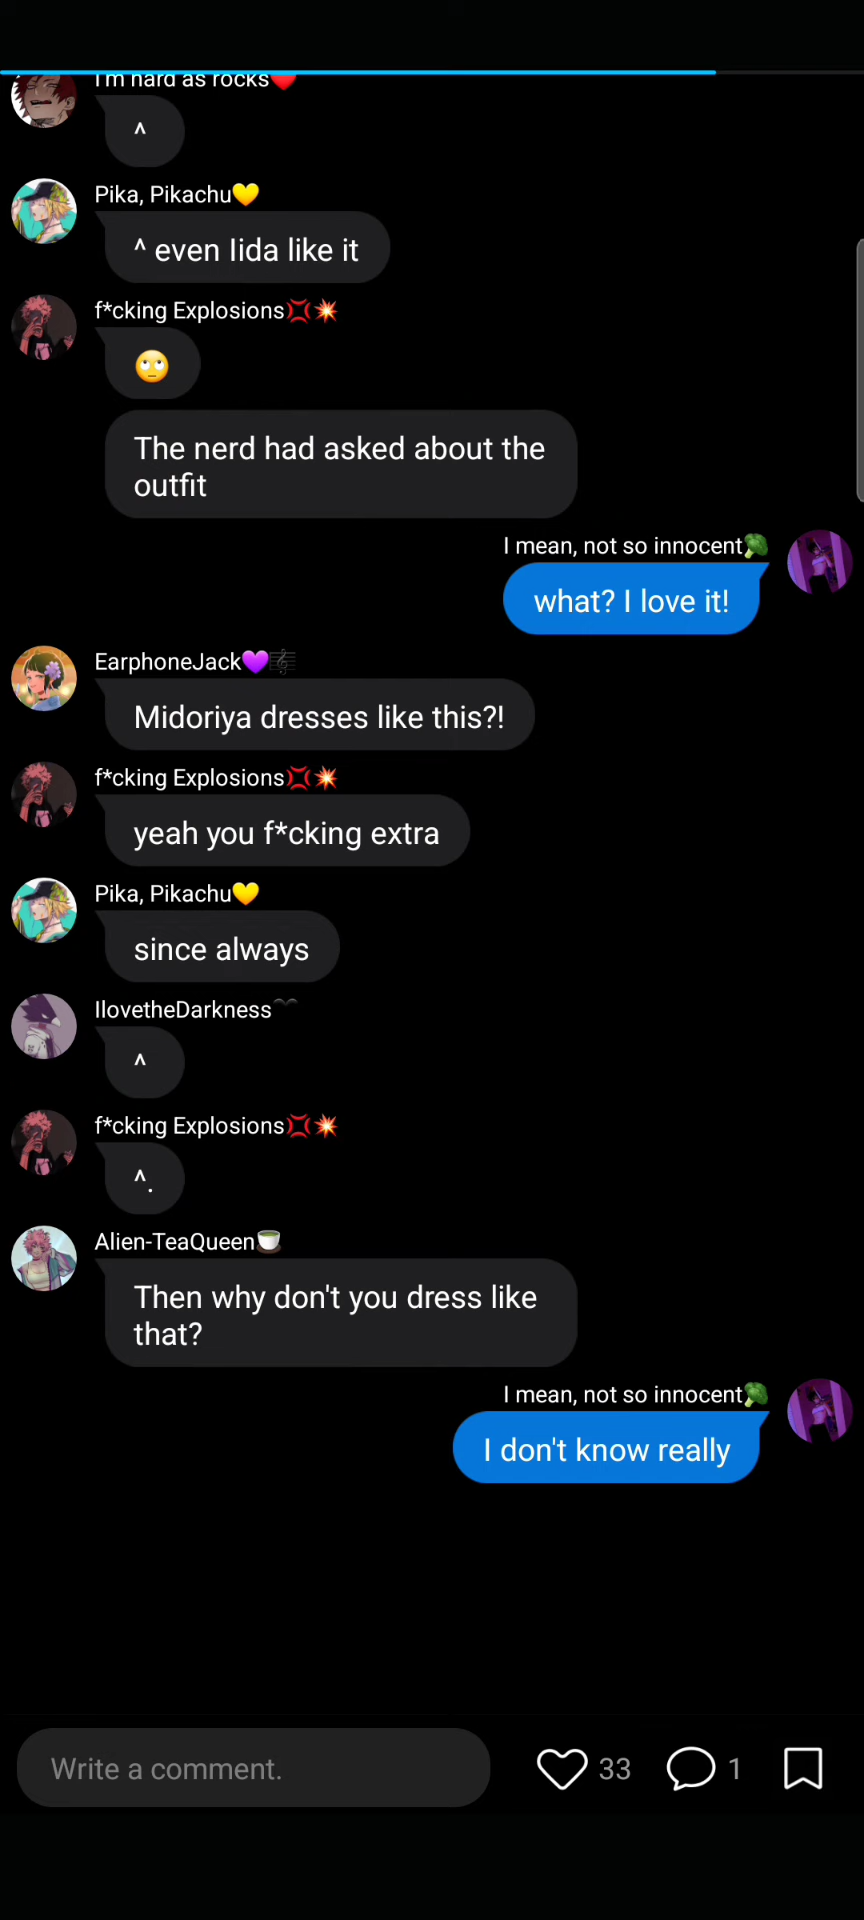 I'm hard as rocks❤️
^
Pika, Pikachu💛
^ even Iida like it
f*cking Explosions💢💥
🙄
The nerd had asked about the
outfit
I mean, not so innocent🥦
what? I love it!
EarphoneJack💜🎼
Midoriya dresses like this?!
f*cking Explosions💢💥
yeah you f*cking extra
Pika, Pikachu💛
since always
IlovetheDarkness🖤
^
f*cking Explosions💢💥
^.
Alien-TeaQueen🍵
Then why don't you dress like
that?
I mean, not so innocent🥦
I don't know really
Write a comment.
33
1